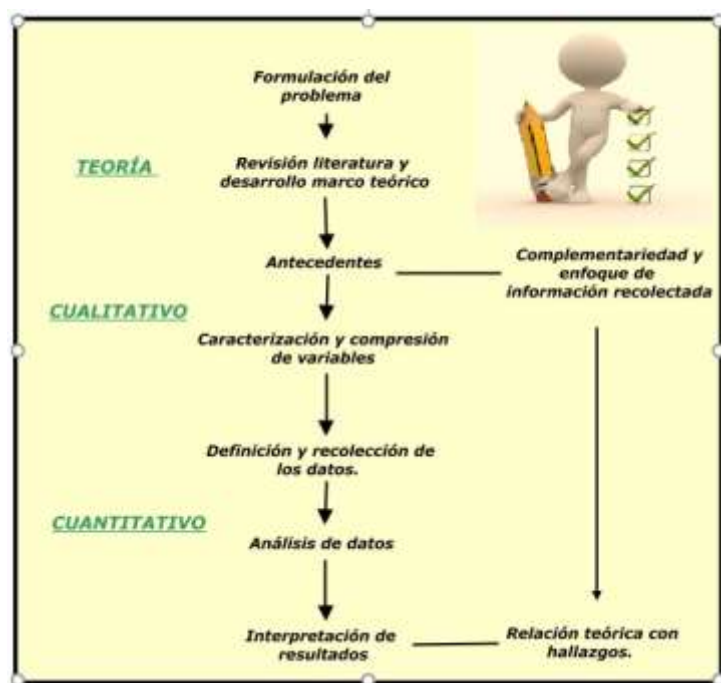 Formulación del
problema
TEORÍA
Revisión literatura y
desarrollo marco teórico
Antecedentes
Complementariedad y
enfoque de
información recolectada
CUALITATIVO
Caracterización y compresión
de variables
Definición y recolección de
los datos.
CUANTITATIVO
Análisis de datos
Interpretación de
resultados
Relación teórica con
hallazgos.